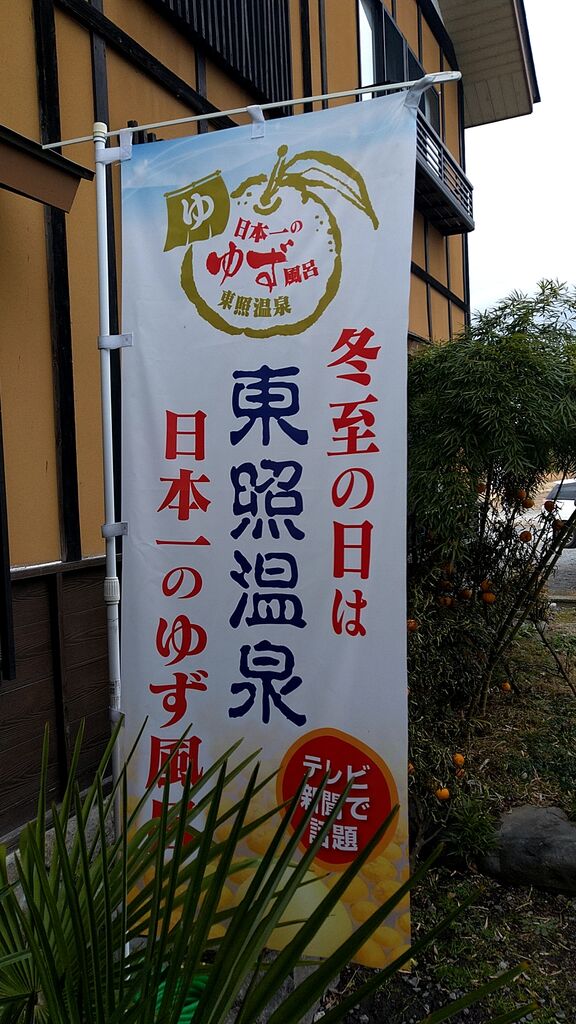 ゆ
日本一の
ゆず風呂
東照温泉
冬至の日は
東照温泉
日本一のゆず風呂
テレビ
新聞で
話題